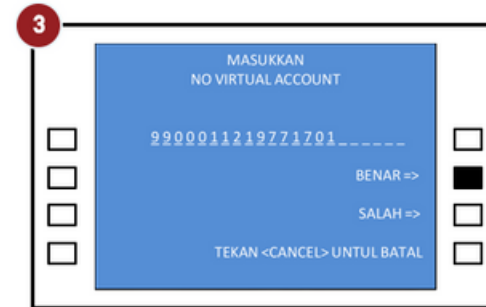 3
MASUKKAN
NO VIRTUAL ACCOUNT
9900011219771701______
BENAR =>
SALAH =>
TEKAN <CANCEL> UNTUL BATAL